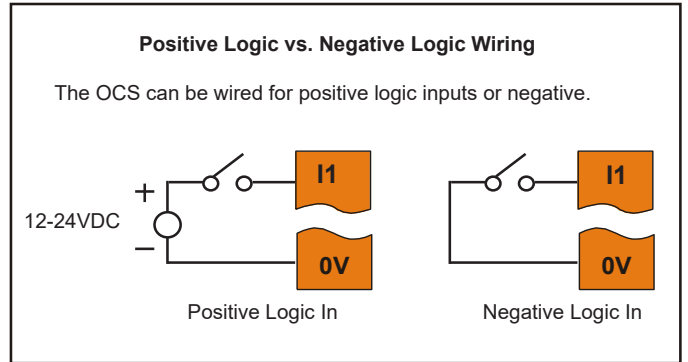 Positive Logic vs. Negative Logic Wiring
The OCS can be wired for positive logic inputs or negative.
I1
I1
+
12-24VDC
−
0V
0V
Positive Logic In
Negative Logic In